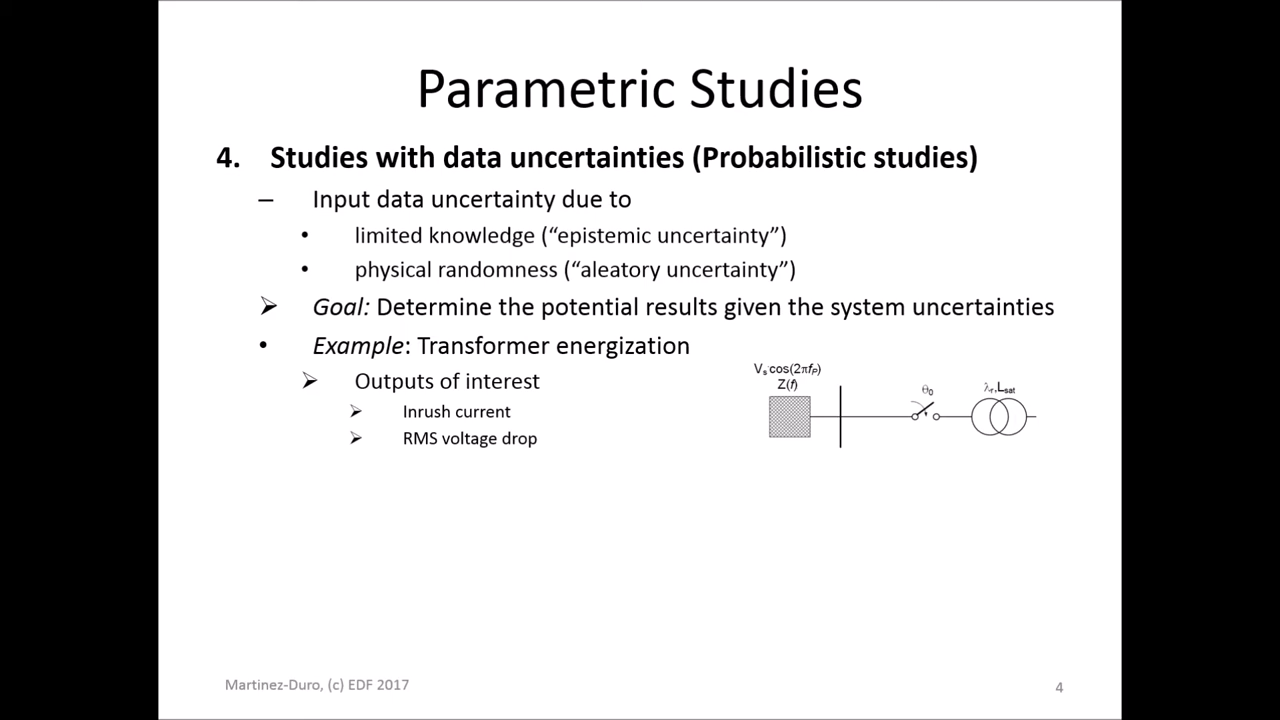 Parametric Studies
4. Studies with data uncertainties (Probabilistic studies)
– Input data uncertainty due to
• limited knowledge (“epistemic uncertainty”)
• physical randomness (“aleatory uncertainty”)
➢ Goal: Determine the potential results given the system uncertainties
• Example: Transformer energization
➢ Outputs of interest
➢ Inrush current
➢ RMS voltage drop
Vs·cos(2πfP)
Z(f)
θ0
λr,Lsat
Martinez-Duro, (c) EDF 2017
4